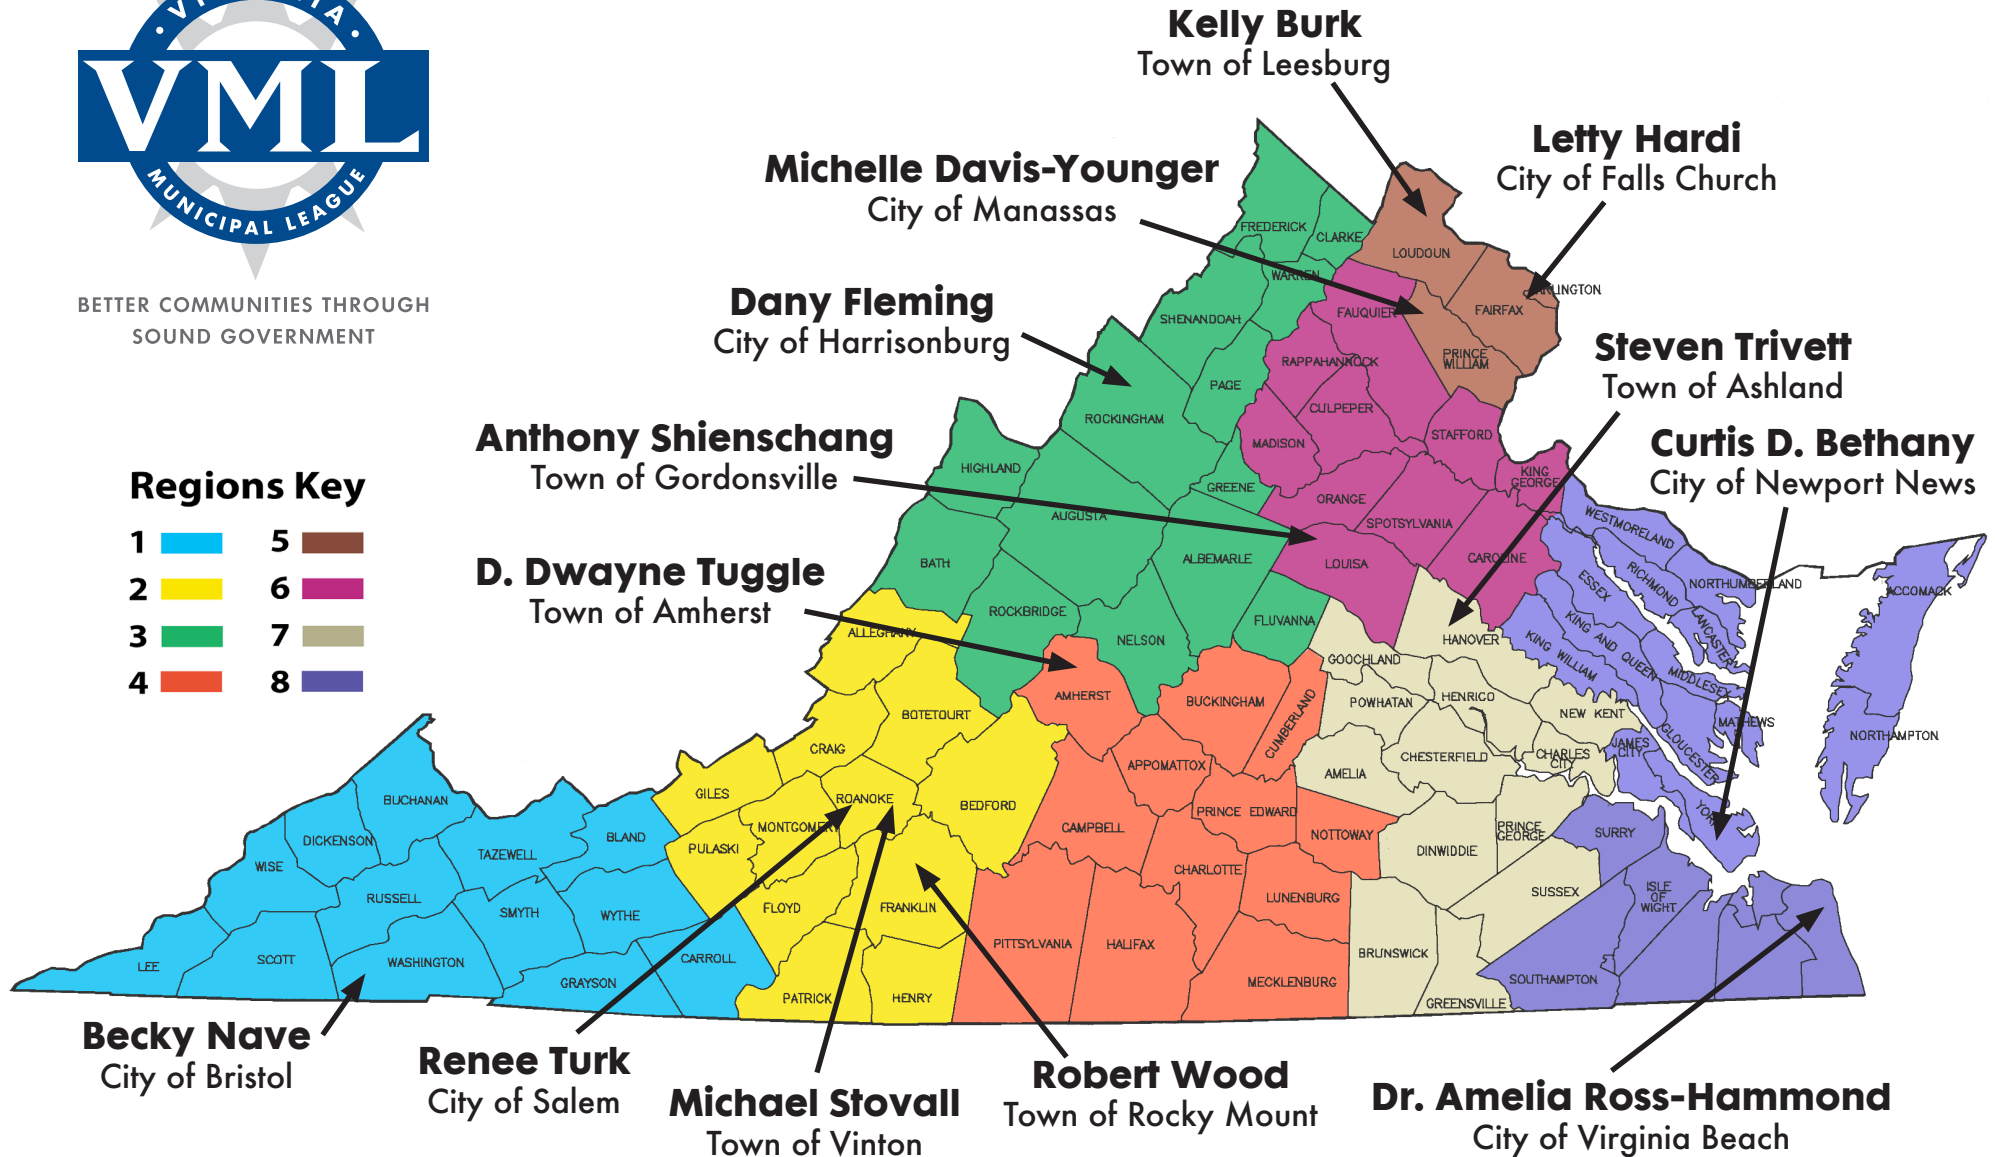 VML
MUNICIPAL LEAGUE
BETTER COMMUNITIES THROUGH
SOUND GOVERNMENT
Kelly Burk
Town of Leesburg
Letty Hardi
City of Falls Church
Michelle Davis-Younger
City of Manassas
Dany Fleming
City of Harrisonburg
Steven Trivett
Town of Ashland
Anthony Shienschang
Town of Gordonsville
Curtis D. Bethany
City of Newport News
D. Dwayne Tuggle
Town of Amherst
Regions Key
1 5
2 6
3 7
4 8
FREDERICK
CLARKE
WARREN
LOUDOUN
FAIRFAX
SHENANDOAH
FAUQUIER
PRINCE
WILLIAM
RAPPAHANNOCK
PAGE
CULPEPER
ROCKINGHAM
MADISON
STAFFORD
HIGHLAND
GREENE
ORANGE
KING
GEORGE
AUGUSTA
SPOTSYLVANIA
WESTMORELAND
BATH
ALBEMARLE
LOUISA
CAROLINE
ESSEX
RICHMOND
NORTHUMBERLAND
ACCOMACK
ROCKBRIDGE
NELSON
FLUVANNA
HANOVER
KING AND QUEEN
KING WILLIAM
LANCASTER
ALLEGHANY
GOOCHLAND
MIDDLESEX
AMHERST
BUCKINGHAM
CUMBERLAND
POWHATAN
HENRICO
NEW KENT
MATHEWS
GLOUCESTER
NORTHAMPTON
BOTETOURT
CRAIG
APPOMATTOX
AMELIA
CHESTERFIELD
CHARLES
CITY
JAMES
CITY
YORK
GILES
ROANOKE
BEDFORD
BUCHANAN
MONTGOMERY
CAMPBELL
PRINCE EDWARD
NOTTOWAY
PRINCE
GEORGE
SURRY
DICKENSON
BLAND
PULASKI
TAZEWELL
WISE
DINWIDDIE
CHARLOTTE
LUNENBURG
SUSSEX
ISLE
OF
WIGHT
RUSSELL
SMYTH
WYTHE
FLOYD
FRANKLIN
LEE
SCOTT
WASHINGTON
GRAYSON
CARROLL
PATRICK
HENRY
PITTSYLVANIA
HALIFAX
MECKLENBURG
BRUNSWICK
GREENSVILLE
SOUTHAMPTON
Becky Nave
City of Bristol
Renee Turk
City of Salem
Michael Stovall
Town of Vinton
Robert Wood
Town of Rocky Mount
Dr. Amelia Ross-Hammond
City of Virginia Beach